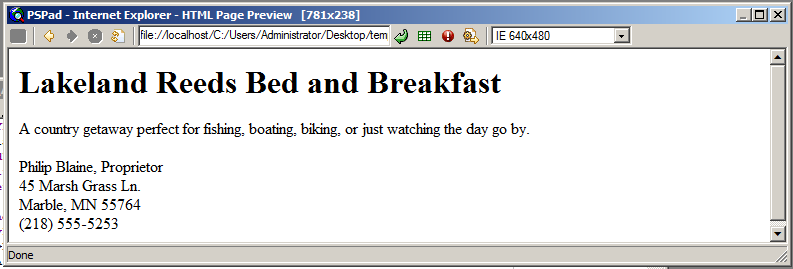 PSPad - Internet Explorer - HTML Page Preview [781x238]
file://localhost/C:/Users/Administrator/Desktop/tem
IE 640x480
Lakeland Reeds Bed and Breakfast
A country getaway perfect for fishing, boating, biking, or just watching the day go by.
Philip Blaine, Proprietor
45 Marsh Grass Ln.
Marble, MN 55764
(218) 555-5253
Done